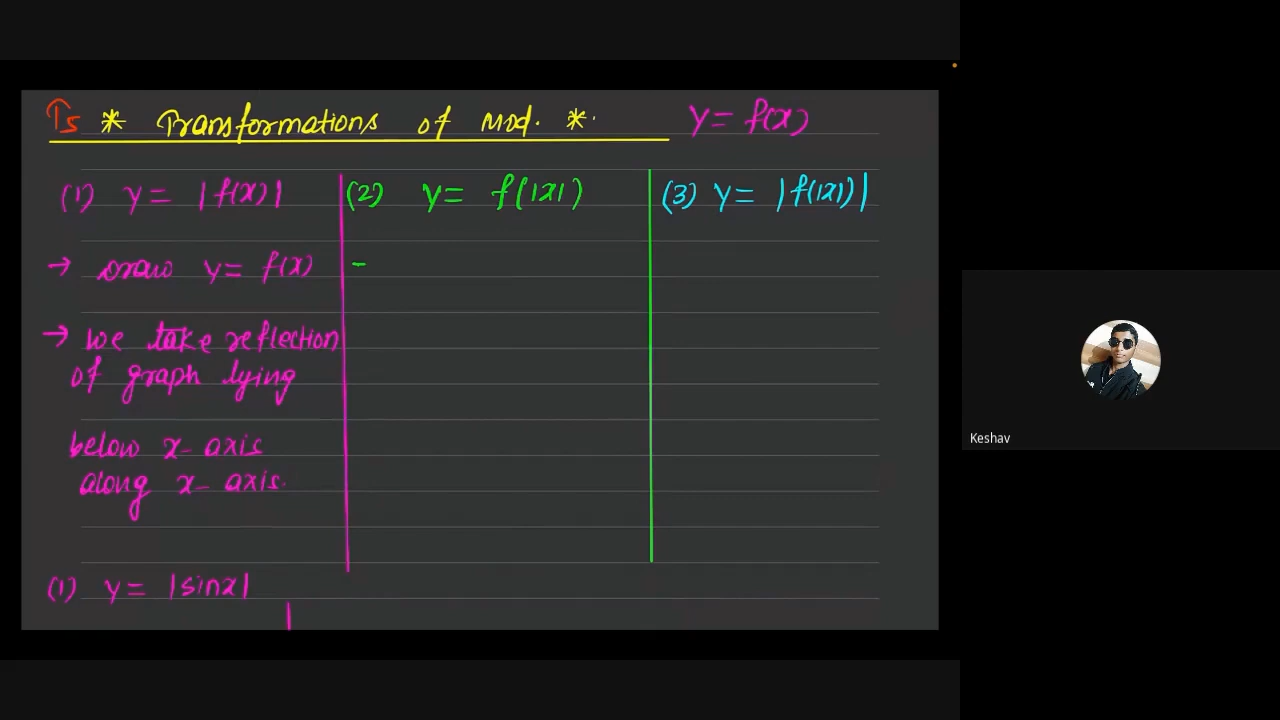 T5 * Transformations of Mod. * y = f(x)
(1) y = |f(x)|
→ Draw y = f(x)
→ We take reflection
of graph lying
below x-axis
along x-axis.
(1) y = |sinx|
(2) y = f(|x|)
(3) y = |f(|x|)|
Keshav